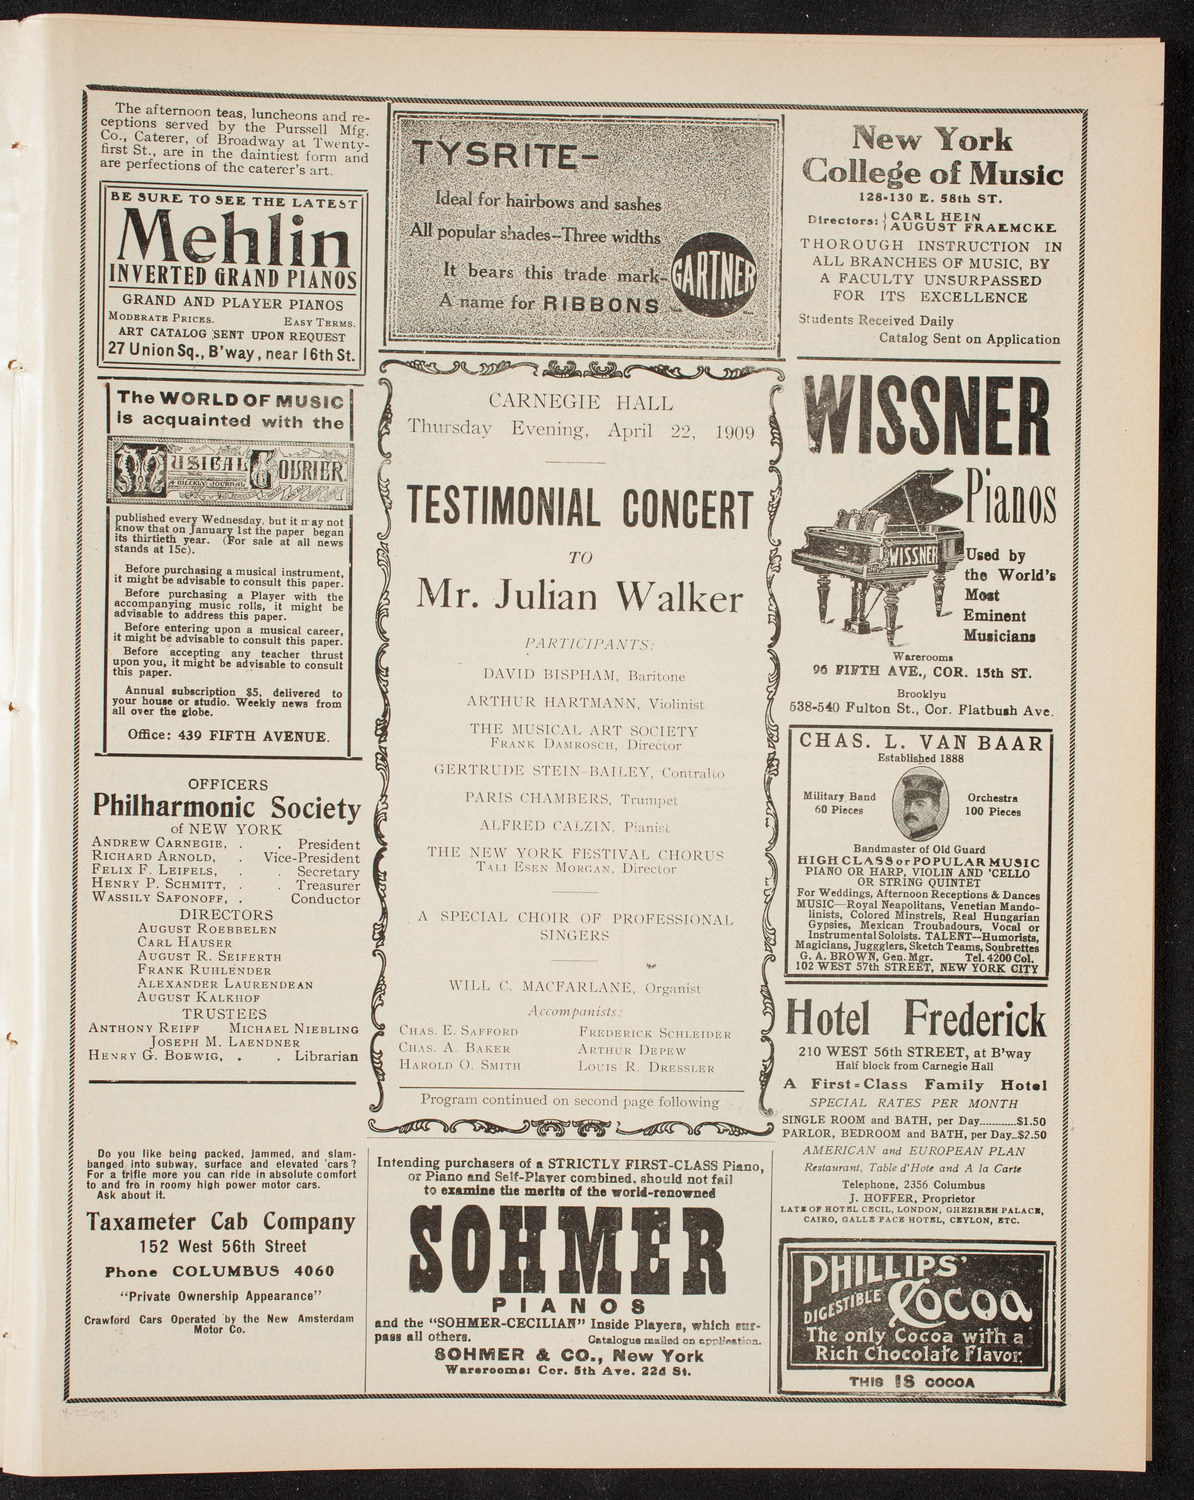 The afternoon teas, luncheons and re-
ceptions served by the Purssell Mfg.
Co., Caterer, of Broadway at Twenty-
first St., are in the daintiest form and
are perfections of the caterer's art.
BE SURE TO SEE THE LATEST
Mehlin
INVERTED GRAND PIANOS
GRAND AND PLAYER PIANOS
MODERATE PRICES. EASY TERMS.
ART CATALOG SENT UPON REQUEST
27 Union Sq., B'way, near 16th St.
The WORLD OF MUSIC
is acquainted with the
MUSICAL COURIER
A WEEKLY JOURNAL
published every Wednesday, but it may not
know that on January 1st the paper began
its thirtieth year. (For sale at all news
stands at 15c).
Before purchasing a musical instrument,
it might be advisable to consult this paper.
Before purchasing a Player with the
accompanying music rolls, it might be
advisable to address this paper.
Before entering upon a musical career,
it might be advisable to consult this paper.
Before accepting any teacher thrust
upon you, it might be advisable to consult
this paper.
Annual subscription $5, delivered to
your house or studio. Weekly news from
all over the globe.
Office: 439 FIFTH AVENUE.
OFFICERS
Philharmonic Society
of NEW YORK
ANDREW CARNEGIE, . . President
RICHARD ARNOLD, . Vice-President
FELIX F. LEIFELS, . . Secretary
HENRY P. SCHMITT, . . Treasurer
WASSILY SAFONOFF, . Conductor
DIRECTORS
AUGUST ROEBBELEN
CARL HAUSER
AUGUST R. SEIFERTH
FRANK RUHLENDER
ALEXANDER LAURENDEAN
AUGUST KALKHOF
TRUSTEES
ANTHONY REIFF MICHAEL NIEBLING
JOSEPH M. LAENDNER
HENRY G. BOEWIG, . . Librarian
Do you like being packed, jammed, and slam-
banged into subway, surface and elevated cars?
For a trifle more you can ride in absolute comfort
to and fro in roomy high power motor cars.
Ask about it.
Taxameter Cab Company
152 West 56th Street
Phone COLUMBUS 4060
"Private Ownership Appearance"
Crawford Cars Operated by the New Amsterdam
Motor Co.
TYSRITE-
Ideal for hairbows and sashes
All popular shades--Three widths
It bears this trade mark-
A name for RIBBONS
GARTNER
CARNEGIE HALL
Thursday Evening, April 22, 1909
TESTIMONIAL CONCERT
TO
Mr. Julian Walker
PARTICIPANTS:
DAVID BISPHAM, Baritone
ARTHUR HARTMANN, Violinist
THE MUSICAL ART SOCIETY
FRANK DAMROSCH, Director
GERTRUDE STEIN-BAILEY, Contralto
PARIS CHAMBERS, Trumpet
ALFRED CALZIN, Pianist
THE NEW YORK FESTIVAL CHORUS
TALI ESEN MORGAN, Director
A SPECIAL CHOIR OF PROFESSIONAL
SINGERS
WILL C. MACFARLANE, Organist
Accompanists:
CHAS. E. SAFFORD FREDERICK SCHLEIDER
CHAS. A. BAKER ARTHUR DEPEW
HAROLD O. SMITH LOUIS R. DRESSLER
Program continued on second page following
Intending purchasers of a STRICTLY FIRST-CLASS Piano,
or Piano and Self-Player combined, should not fail
to examine the merits of the world-renowned
SOHMER
PIANOS
and the "SOHMER-CECILIAN" Inside Players, which sur-
pass all others. Catalogue mailed on application.
SOHMER & CO., New York
Warerooms: Cor. 5th Ave. 22d St.
New York
College of Music
128-130 E. 58th ST.
Directors: { CARL HEIN
AUGUST FRAEMCKE
THOROUGH INSTRUCTION IN
ALL BRANCHES OF MUSIC, BY
A FACULTY UNSURPASSED
FOR ITS EXCELLENCE
Students Received Daily
Catalog Sent on Application
WISSNER
Pianos
WISSNER
Used by
the World's
Most
Eminent
Musicians
Warerooms
96 FIFTH AVE., COR. 15th ST.
Brooklyn
538-540 Fulton St., Cor. Flatbush Ave.
CHAS. L. VAN BAAR
Established 1888
Military Band
60 Pieces
Orchestra
100 Pieces
Bandmaster of Old Guard
HIGH CLASS or POPULAR MUSIC
PIANO OR HARP, VIOLIN AND 'CELLO
OR STRING QUINTET
For Weddings, Afternoon Receptions & Dances
MUSIC—Royal Neapolitans, Venetian Mando-
linists, Colored Minstrels, Real Hungarian
Gypsies, Mexican Troubadours, Vocal or
Instrumental Soloists. TALENT--Humorists,
Magicians, Juggglers, Sketch Teams, Soubrettes
G. A. BROWN, Gen. Mgr. Tel. 4200 Col.
102 WEST 57th STREET, NEW YORK CITY
Hotel Frederick
210 WEST 56th STREET, at B'way
Half block from Carnegie Hall
A First=Class Family Hotel
SPECIAL RATES PER MONTH
SINGLE ROOM and BATH, per Day............$1.50
PARLOR, BEDROOM and BATH, per Day..$2.50
AMERICAN and EUROPEAN PLAN
Restaurant, Table d'Hote and A la Carte
Telephone, 2356 Columbus
J. HOFFER, Proprietor
LATE OF HOTEL CECIL, LONDON, GHEZIREH PALACE,
CAIRO, GALLE FACE HOTEL, CEYLON, ETC.
PHILLIPS'
DIGESTIBLE Cocoa
The only Cocoa with a
Rich Chocolate Flavor.
THIS IS COCOA
4.22.09.3